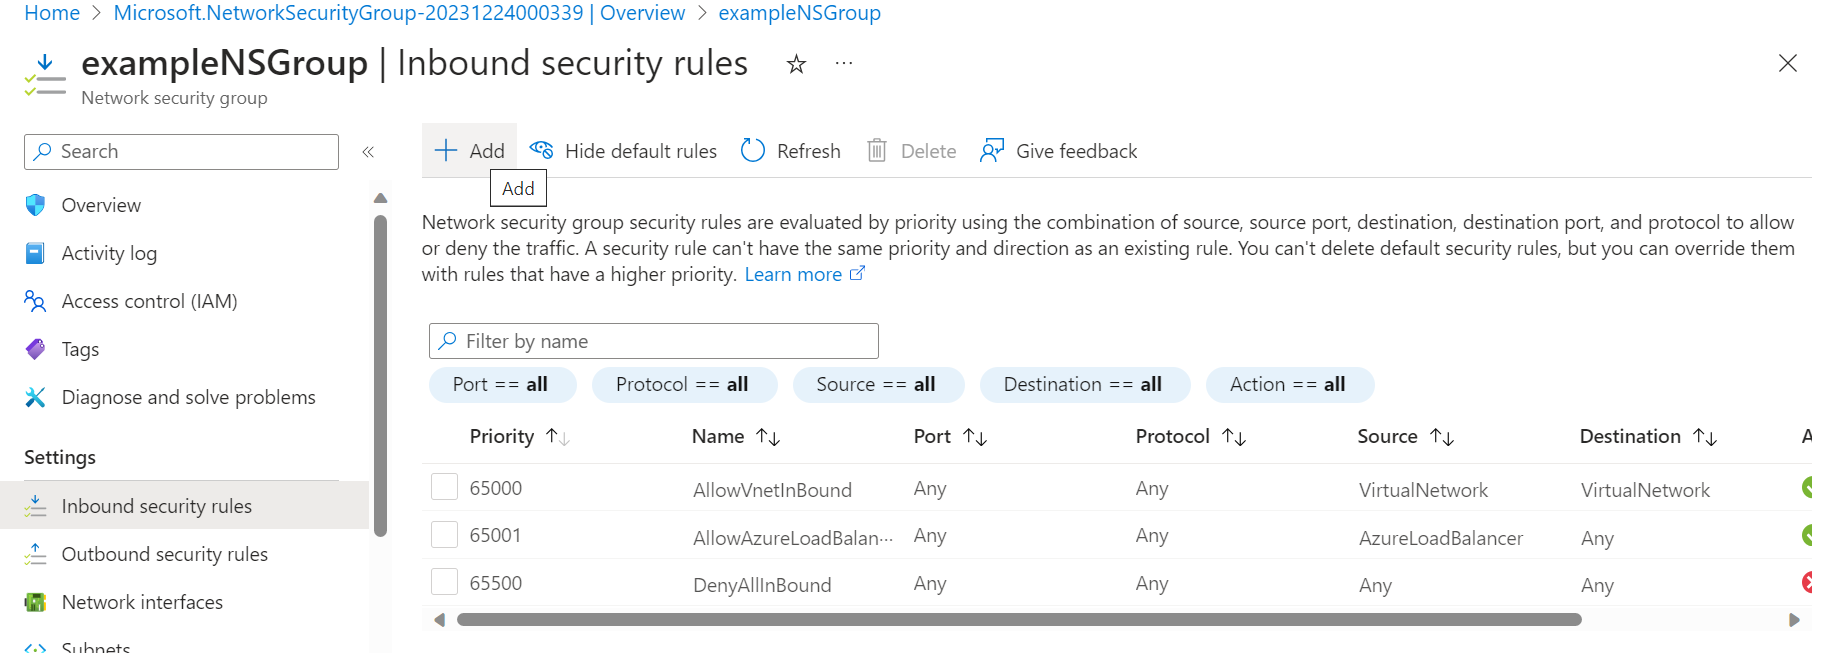 Home > Microsoft.NetworkSecurityGroup-20231224000339 | Overview > exampleNSGroup
exampleNSGroup | Inbound security rules
Network security group
Search
Overview
Activity log
Access control (IAM)
Tags
Diagnose and solve problems
Settings
Inbound security rules
Outbound security rules
Network interfaces
Subnets
Add Hide default rules Refresh Delete Give feedback
Add
Network security group security rules are evaluated by priority using the combination of source, source port, destination, destination port, and protocol to allow
or deny the traffic. A security rule can't have the same priority and direction as an existing rule. You can't delete default security rules, but you can override them
with rules that have a higher priority. Learn more
Filter by name
Port == all Protocol == all Source == all Destination == all Action == all
Priority Name Port Protocol Source Destination A
65000 AllowVnetInBound Any Any VirtualNetwork VirtualNetwork
65001 AllowAzureLoadBalan··· Any Any AzureLoadBalancer Any
65500 DenyAllInBound Any Any Any Any